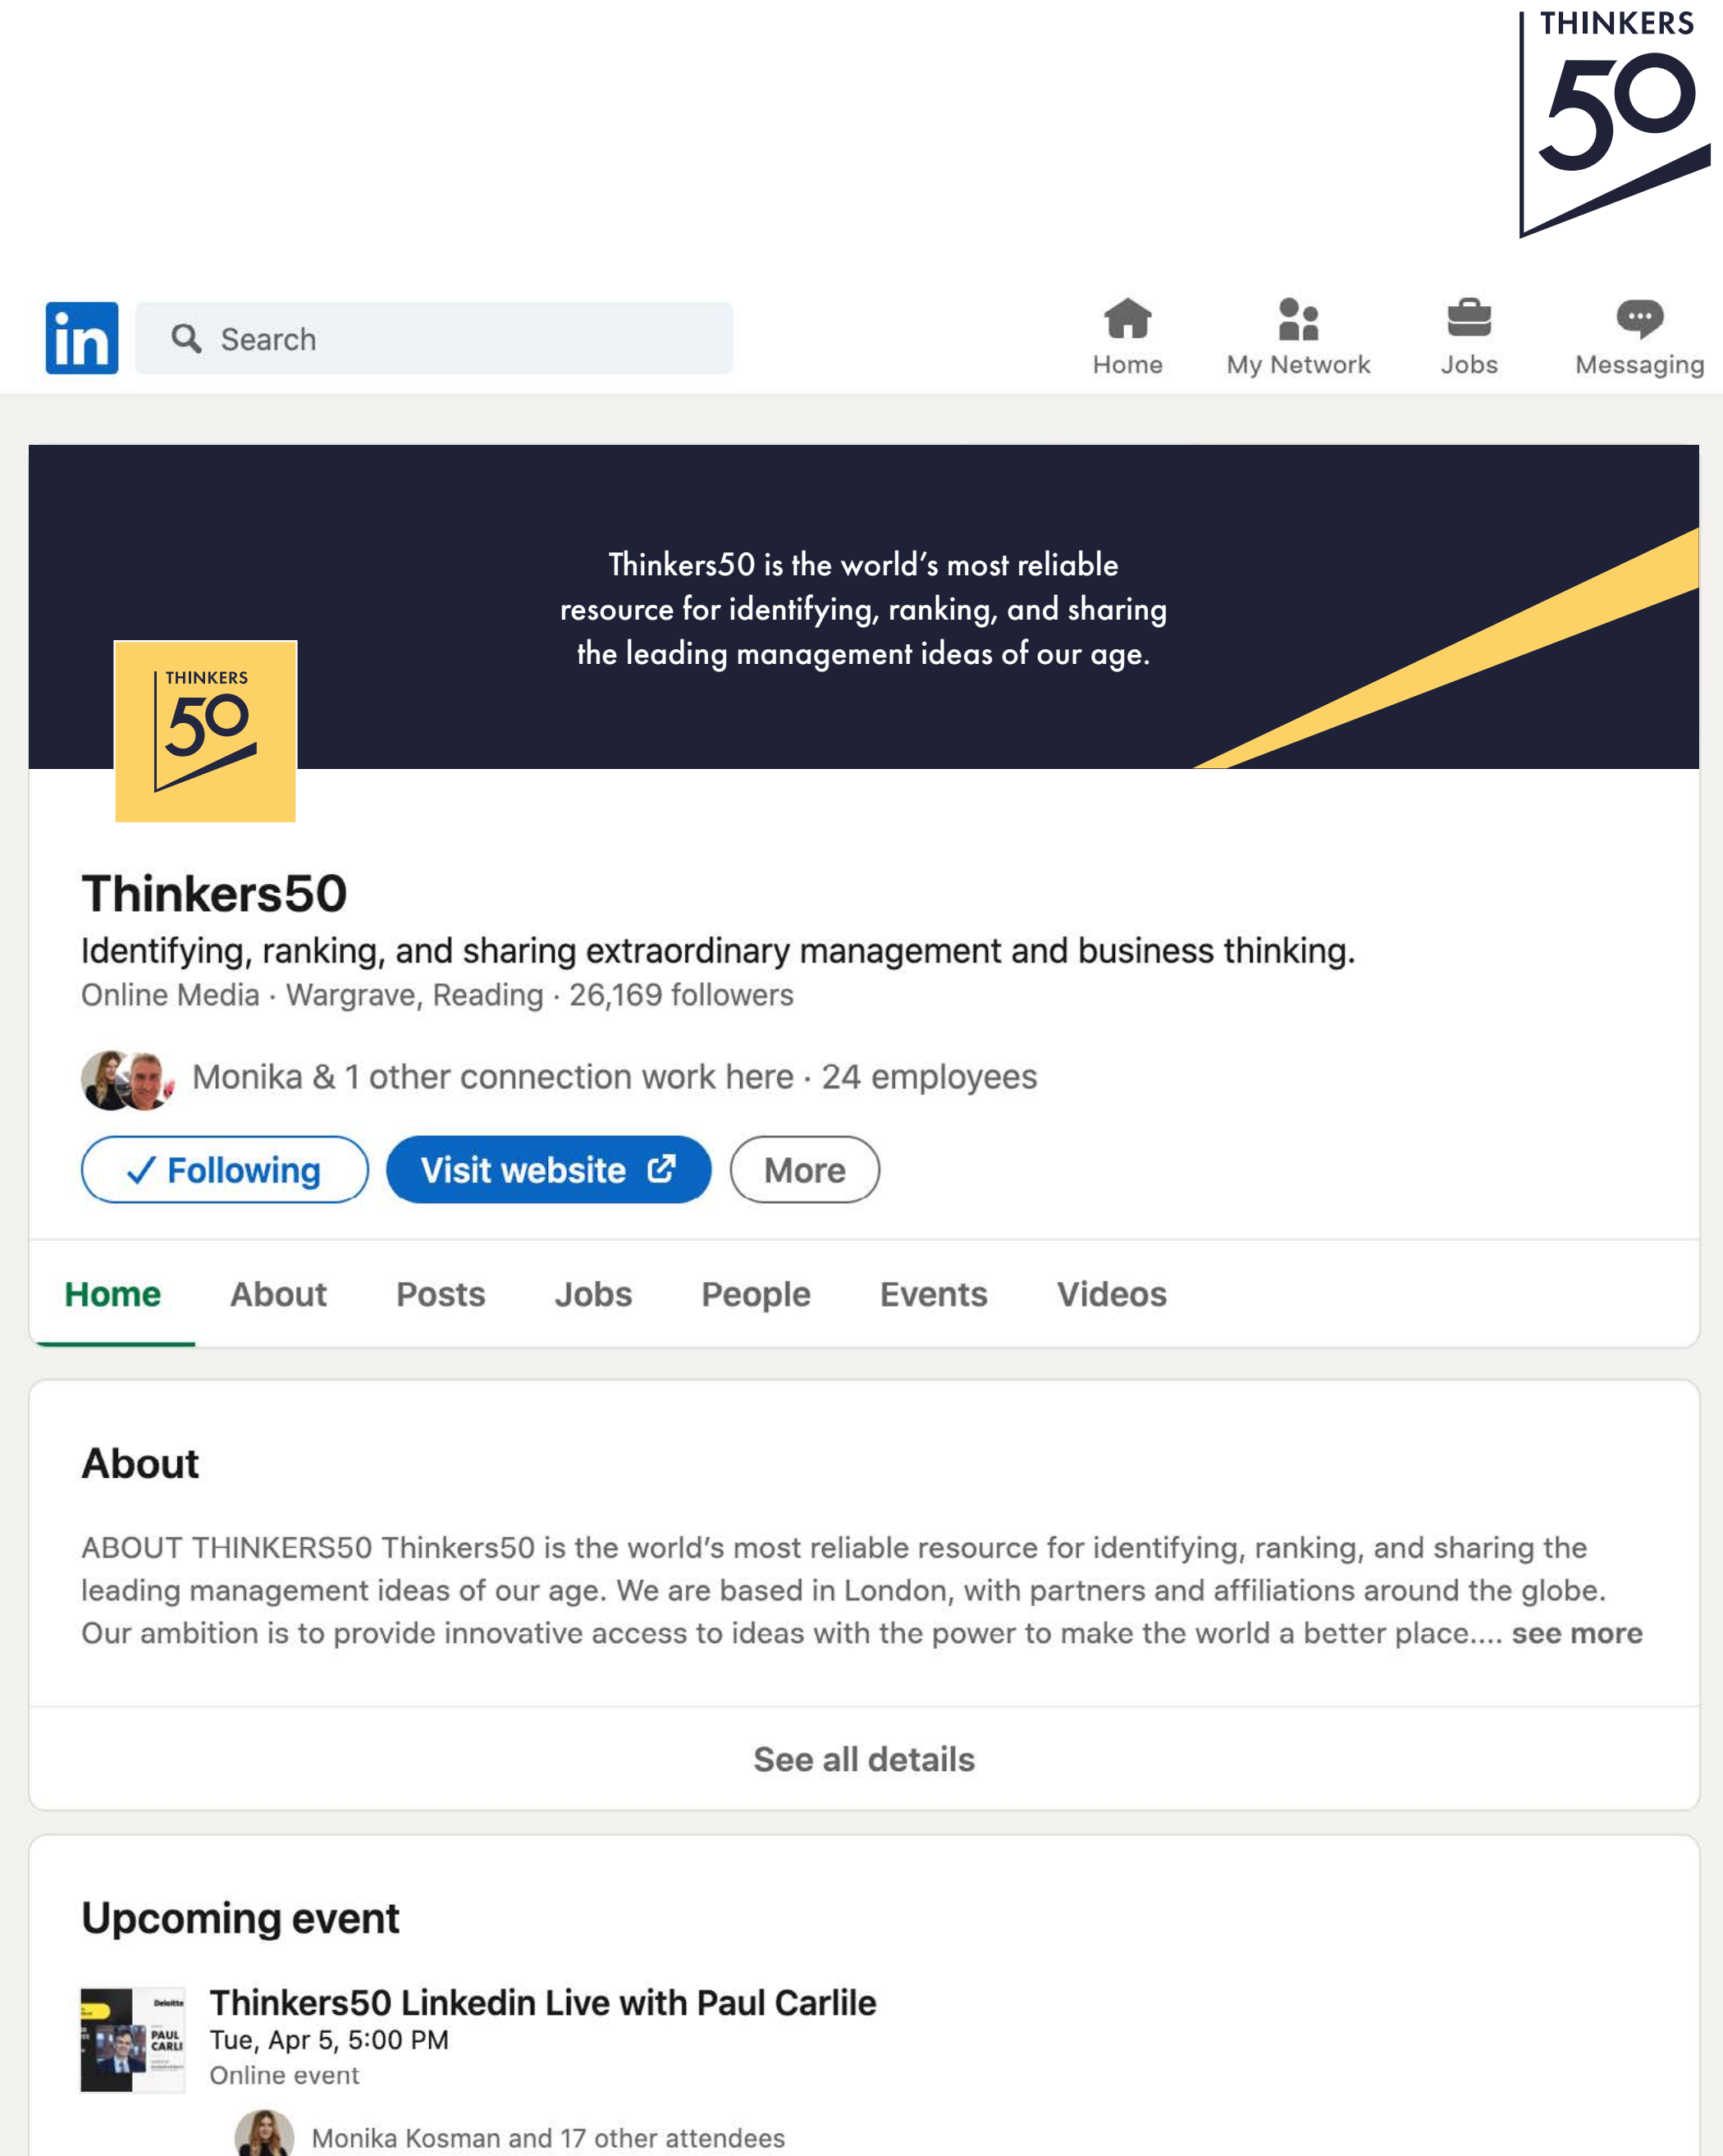 THINKERS
50
in
Search
Home
My Network
Jobs
Messaging
Thinkers50 is the world’s most reliable
resource for identifying, ranking, and sharing
the leading management ideas of our age.
THINKERS
50
Thinkers50
Identifying, ranking, and sharing extraordinary management and business thinking.
Online Media · Wargrave, Reading · 26,169 followers
Monika & 1 other connection work here · 24 employees
Following
Visit website
More
Home
About
Posts
Jobs
People
Events
Videos
About
ABOUT THINKERS50 Thinkers50 is the world’s most reliable resource for identifying, ranking, and sharing the
leading management ideas of our age. We are based in London, with partners and affiliations around the globe.
Our ambition is to provide innovative access to ideas with the power to make the world a better place.... see more
See all details
Upcoming event
Deloitte
PAUL
CARLI
Thinkers50 Linkedin Live with Paul Carlile
Tue, Apr 5, 5:00 PM
Online event
Monika Kosman and 17 other attendees